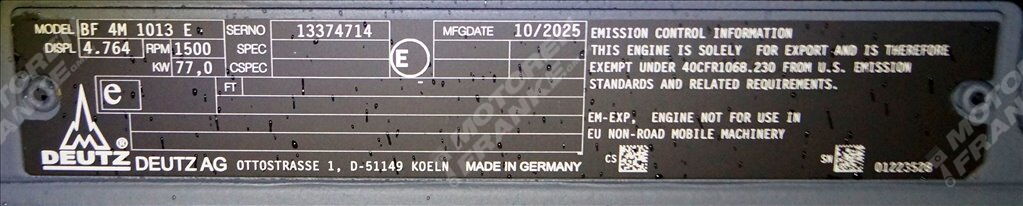 MODEL BF 4M 1013 E SERNO 13374714 MFGDATE 10/2025
DISPL 4.764 RPM 1500 SPEC
KW 77,0 CSPEC
FT
E
e
DEUTZ
DEUTZ AG OTTOSTRASSE 1, D-51149 KOELN MADE IN GERMANY
EMISSION CONTROL INFORMATION
THIS ENGINE IS SOLELY FOR EXPORT AND IS THEREFORE
EXEMPT UNDER 40CFR1068.230 FROM U.S. EMISSION
STANDARDS AND RELATED REQUIREMENTS.
EM-EXP, ENGINE NOT FOR USE IN
EU NON-ROAD MOBILE MACHINERY
CS SN 01223528
MOTORE FRANKE